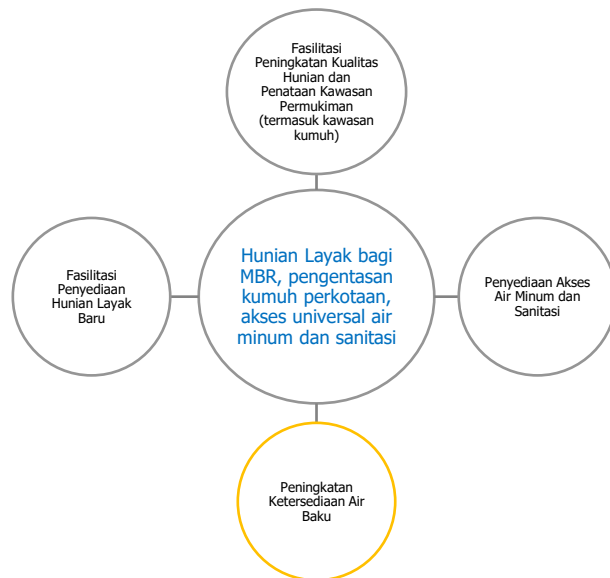 Fasilitasi
Peningkatan Kualitas
Hunian dan
Penataan Kawasan
Permukiman
(termasuk kawasan
kumuh)
Fasilitasi
Penyediaan
Hunian Layak
Baru
Hunian Layak bagi
MBR, pengentasan
kumuh perkotaan,
akses universal air
minum dan sanitasi
Penyediaan Akses
Air Minum dan
Sanitasi
Peningkatan
Ketersediaan Air
Baku